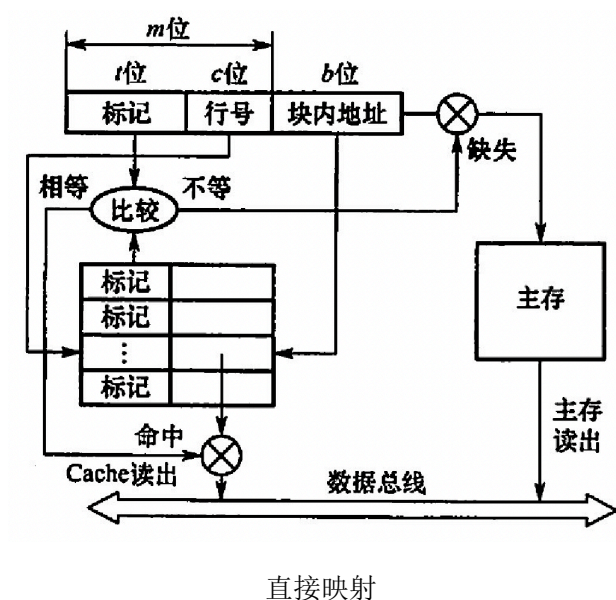 m位
t位 c位 b位
标记 行号 块内地址
缺失
相等 不等
比较
标记
标记
主存
⋮
标记
命中
主存
读出
Cache读出
数据总线
直接映射